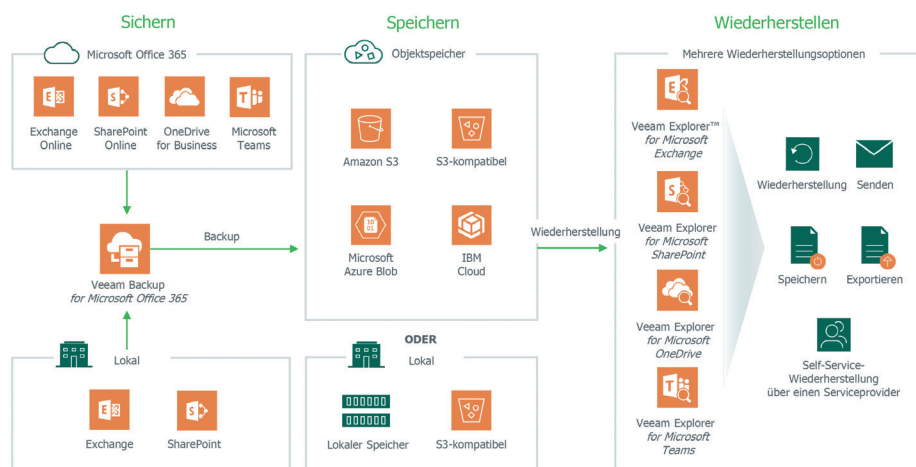 Sichern
Speichern
Wiederherstellen
Microsoft Office 365
Exchange
Online
SharePoint
Online
OneDrive
for Business
Microsoft
Teams
Veeam Backup
for Microsoft Office 365
Backup
Lokal
Exchange
SharePoint
Objektspeicher
Amazon S3
S3-kompatibel
10
01
Microsoft
Azure Blob
IBM
Cloud
ODER
Lokal
Lokaler Speicher
S3-kompatibel
Wiederherstellung
Mehrere Wiederherstellungsoptionen
Veeam Explorer™
for Microsoft
Exchange
Veeam Explorer
for Microsoft
SharePoint
Veeam Explorer
for Microsoft
OneDrive
Veeam Explorer
for Microsoft
Teams
Wiederherstellung
Senden
Speichern
Exportieren
Self-Service-
Wiederherstellung
über einen Serviceprovider